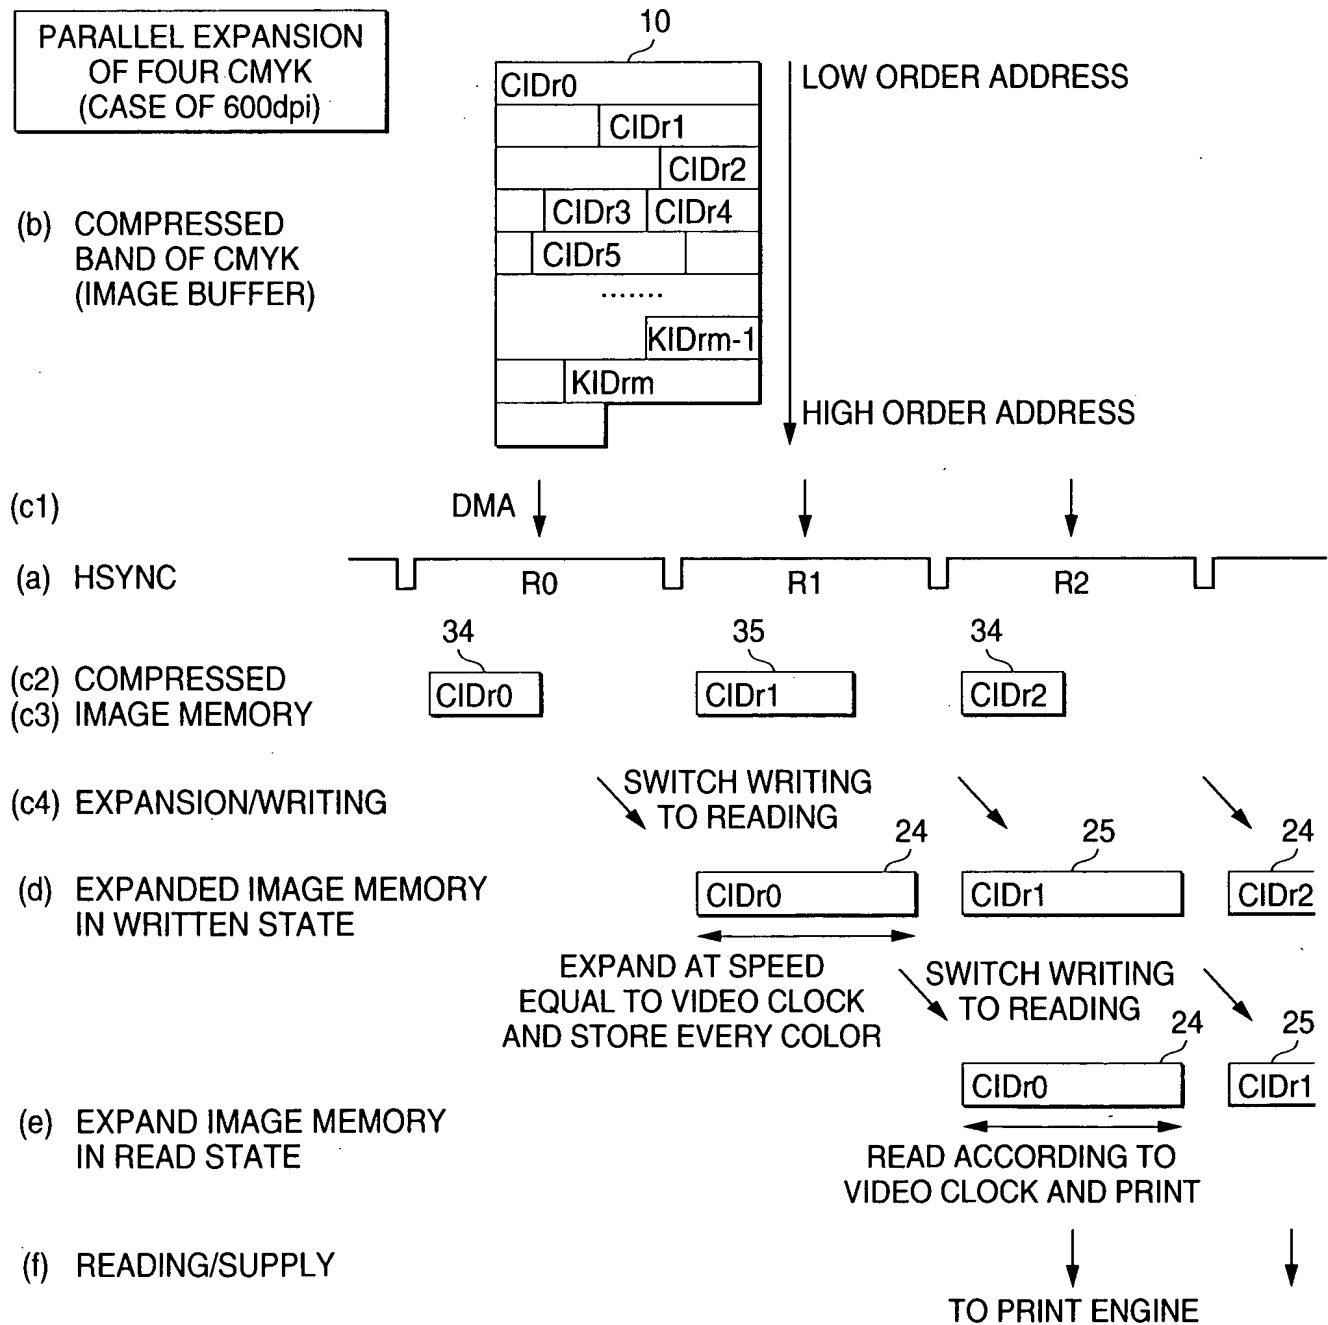 PARALLEL EXPANSION
OF FOUR CMYK
(CASE OF 600dpi)
10
LOW ORDER ADDRESS
CIDr0
CIDr1
CIDr2
CIDr3 CIDr4
CIDr5
.......
KIDrm-1
KIDrm
HIGH ORDER ADDRESS
(b) COMPRESSED
BAND OF CMYK
(IMAGE BUFFER)
(c1) DMA
(a) HSYNC R0 R1 R2
34 35 34
(c2) COMPRESSED
(c3) IMAGE MEMORY
CIDr0 CIDr1 CIDr2
(c4) EXPANSION/WRITING
SWITCH WRITING
TO READING
24 25 24
(d) EXPANDED IMAGE MEMORY
IN WRITTEN STATE
CIDr0 CIDr1 CIDr2
EXPAND AT SPEED
EQUAL TO VIDEO CLOCK
AND STORE EVERY COLOR
SWITCH WRITING
TO READING
24 25
CIDr0 CIDr1
(e) EXPAND IMAGE MEMORY
IN READ STATE
READ ACCORDING TO
VIDEO CLOCK AND PRINT
(f) READING/SUPPLY
TO PRINT ENGINE